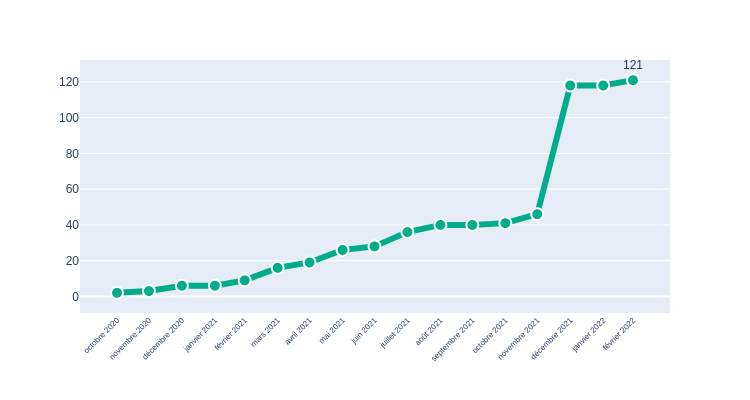 121
120
100
80
60
40
20
0
octobre 2020
novembre 2020
décembre 2020
janvier 2021
février 2021
mars 2021
avril 2021
mai 2021
juin 2021
juillet 2021
août 2021
septembre 2021
octobre 2021
novembre 2021
décembre 2021
janvier 2022
février 2022